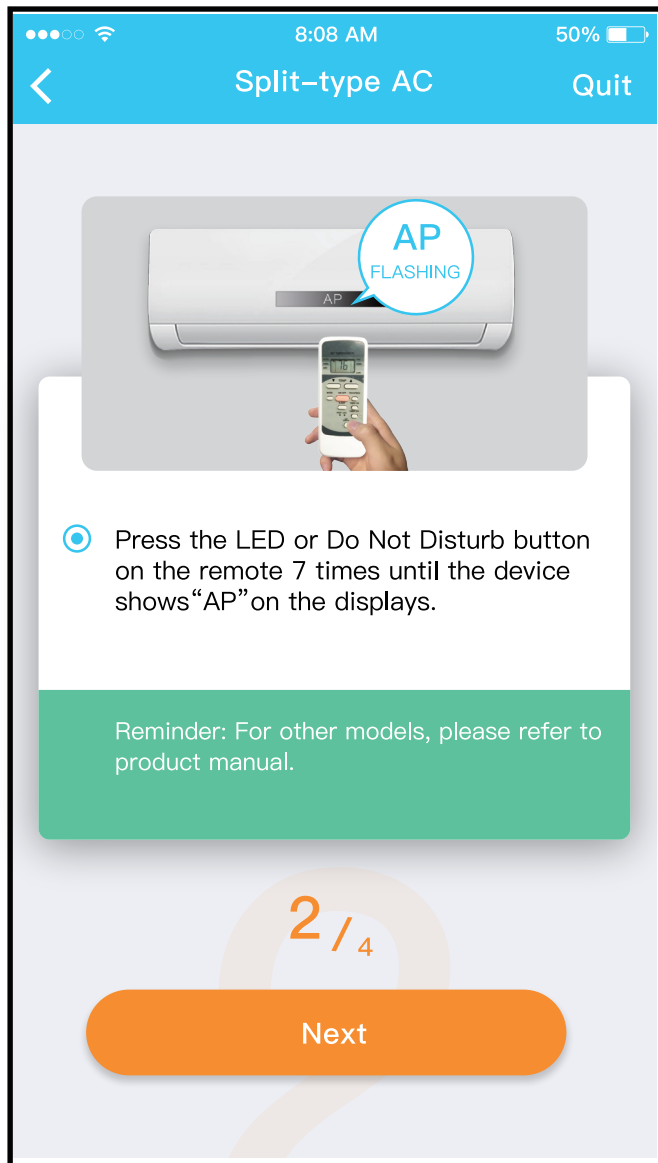 8:08 AM
50%
Split-type AC
Quit
AP
FLASHING
AP
76
Press the LED or Do Not Disturb button
on the remote 7 times until the device
shows“AP”on the displays.
Reminder: For other models, please refer to
product manual.
2/4
Next